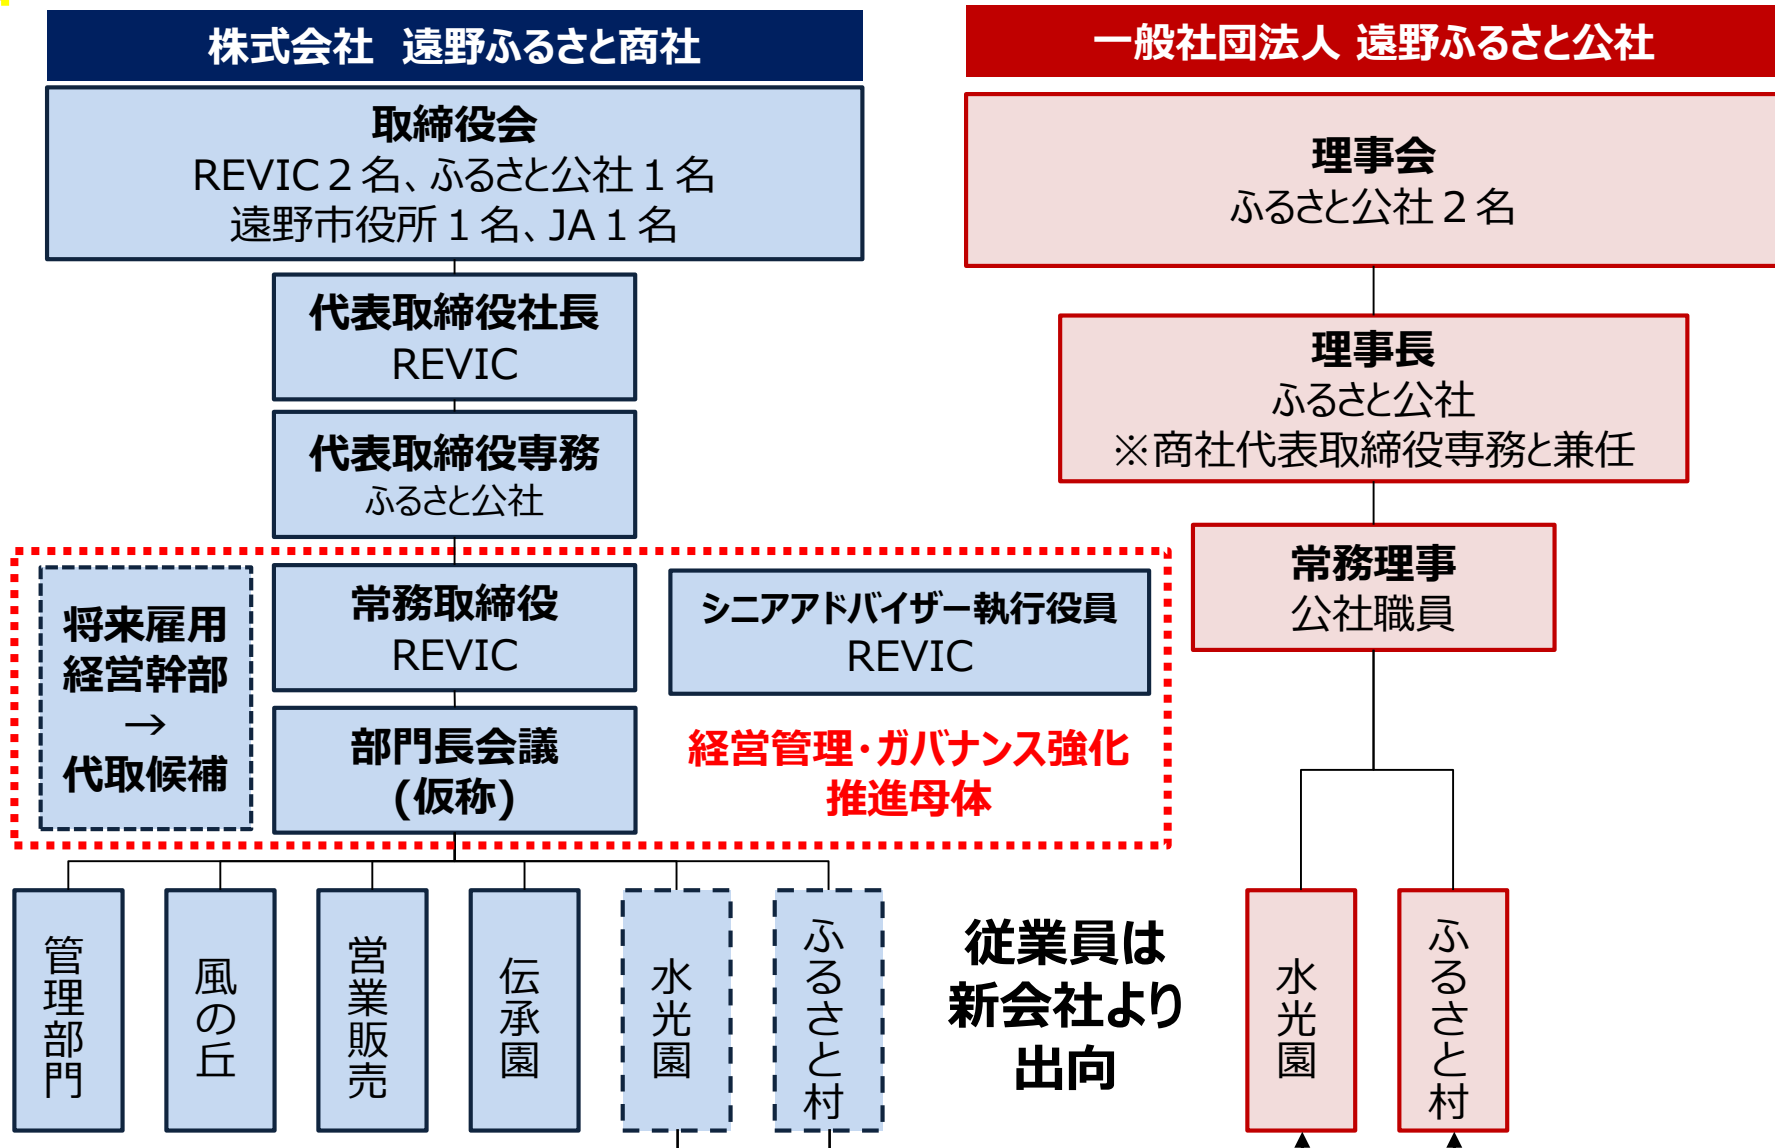 株式会社 遠野ふるさと商社
取締役会
REVIC２名、ふるさと公社１名
遠野市役所１名、JA１名
代表取締役社長
REVIC
代表取締役専務
ふるさと公社
将来雇用
経営幹部
→
代取候補
常務取締役
REVIC
シニアアドバイザー執行役員
REVIC
部門長会議
(仮称)
経営管理・ガバナンス強化
推進母体
管理部門
風の丘
営業販売
伝承園
水光園
ふるさと村
従業員は
新会社より
出向
一般社団法人 遠野ふるさと公社
理事会
ふるさと公社２名
理事長
ふるさと公社
※商社代表取締役専務と兼任
常務理事
公社職員
水光園
ふるさと村